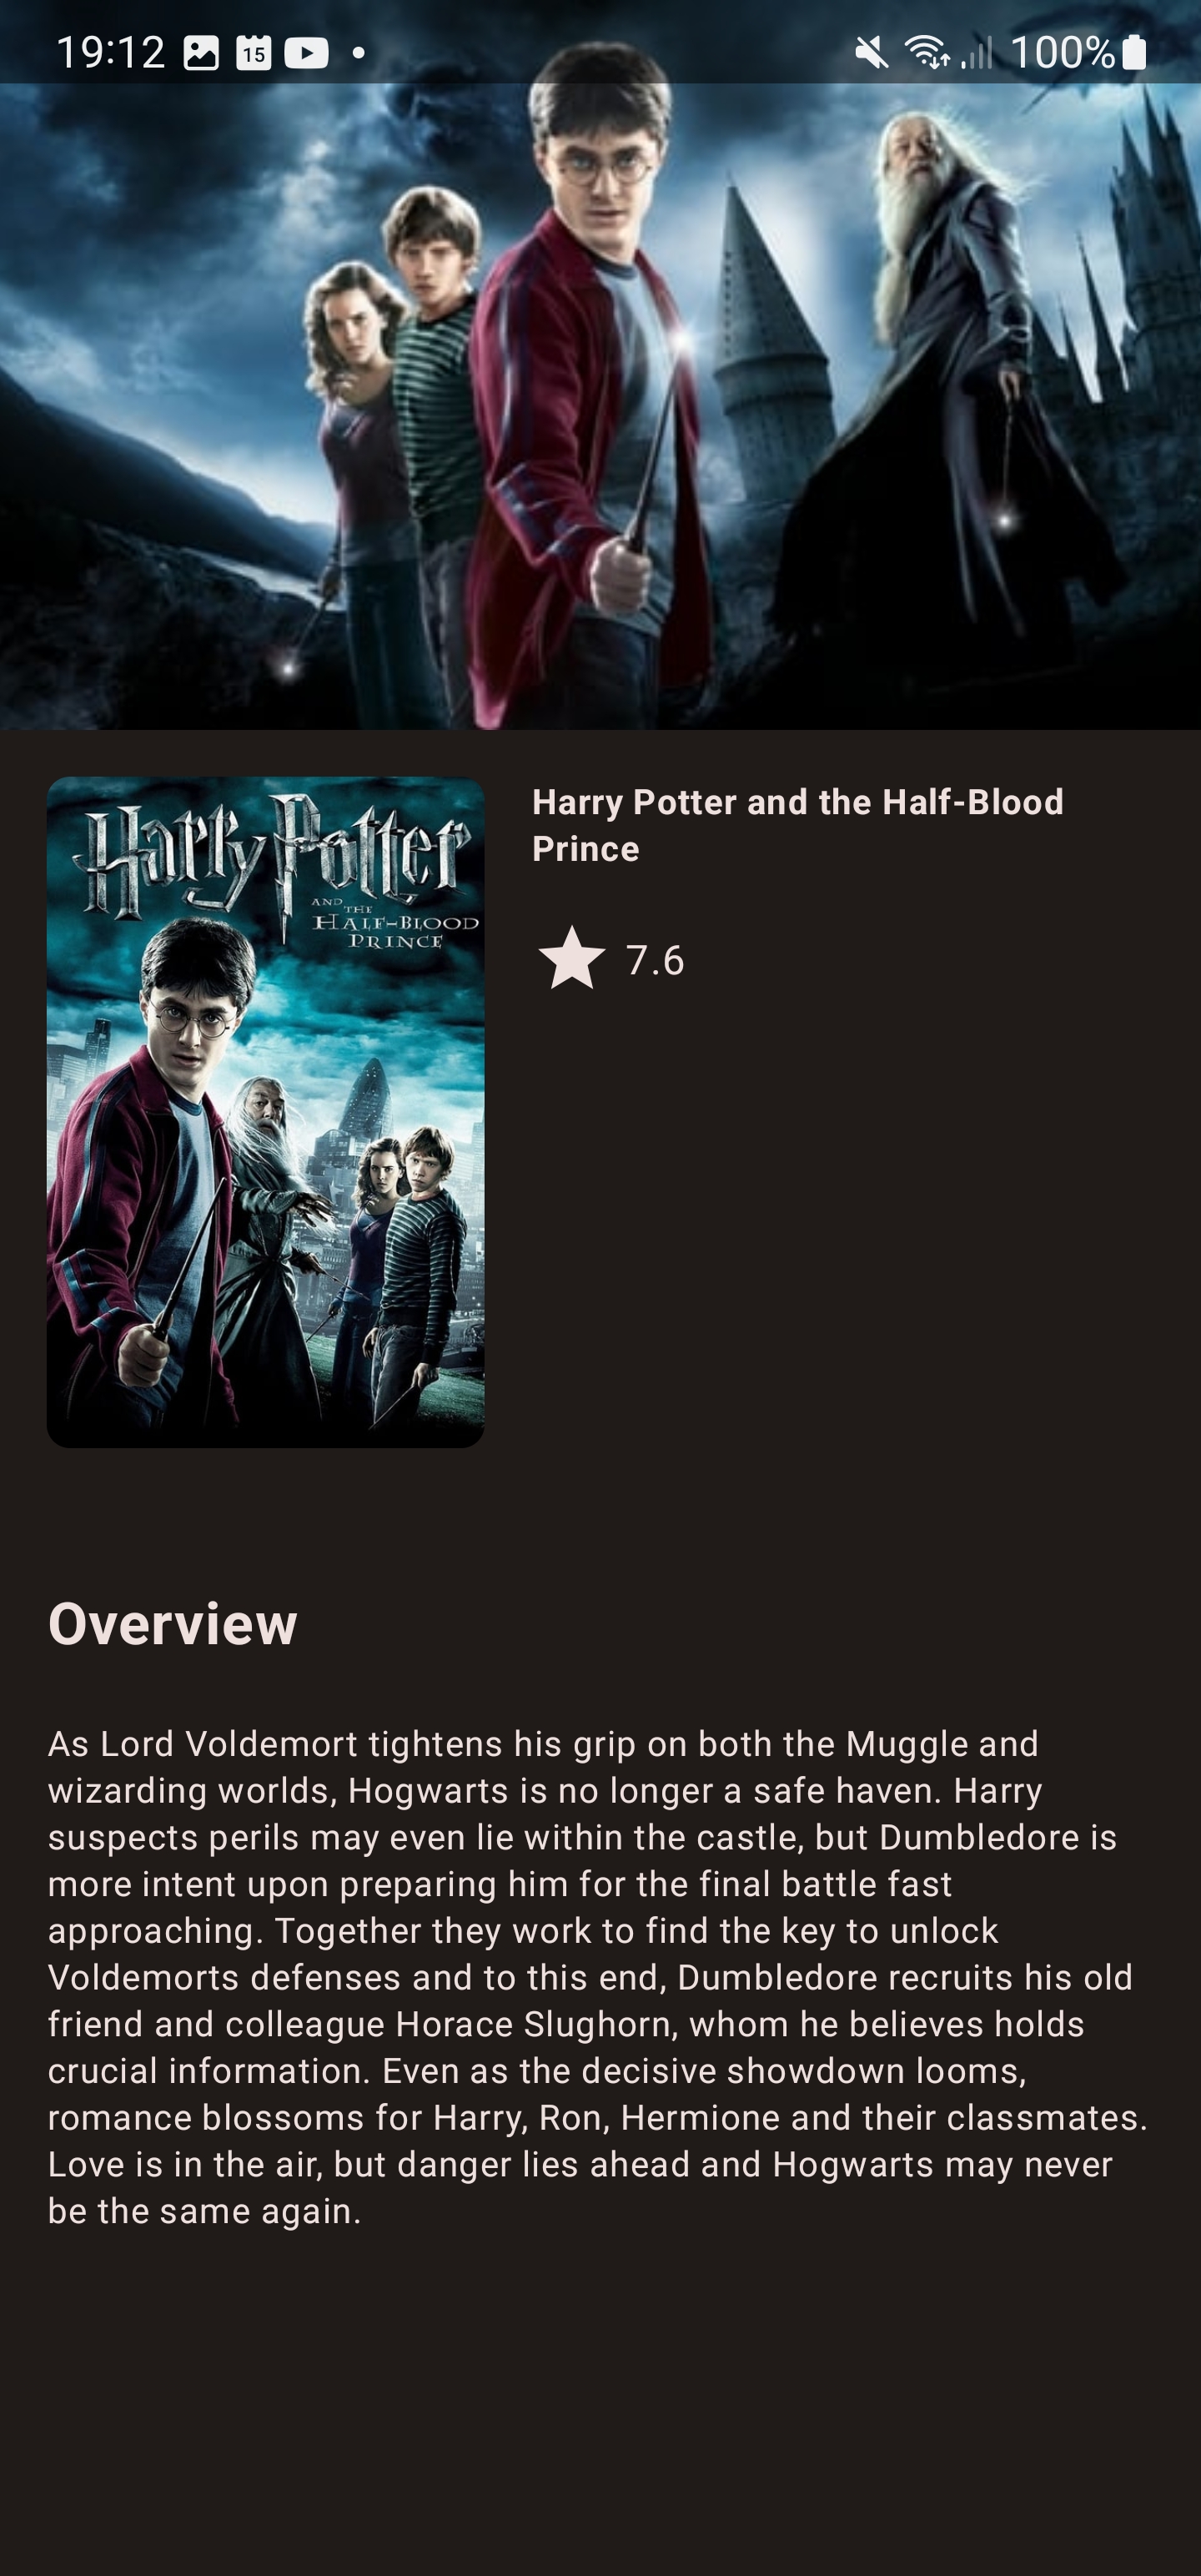 19:12
15
100%
Harry Potter
AND THE
HALF-BLOOD
PRINCE
Harry Potter and the Half-Blood
Prince
7.6
Overview
As Lord Voldemort tightens his grip on both the Muggle and
wizarding worlds, Hogwarts is no longer a safe haven. Harry
suspects perils may even lie within the castle, but Dumbledore is
more intent upon preparing him for the final battle fast
approaching. Together they work to find the key to unlock
Voldemorts defenses and to this end, Dumbledore recruits his old
friend and colleague Horace Slughorn, whom he believes holds
crucial information. Even as the decisive showdown looms,
romance blossoms for Harry, Ron, Hermione and their classmates.
Love is in the air, but danger lies ahead and Hogwarts may never
be the same again.